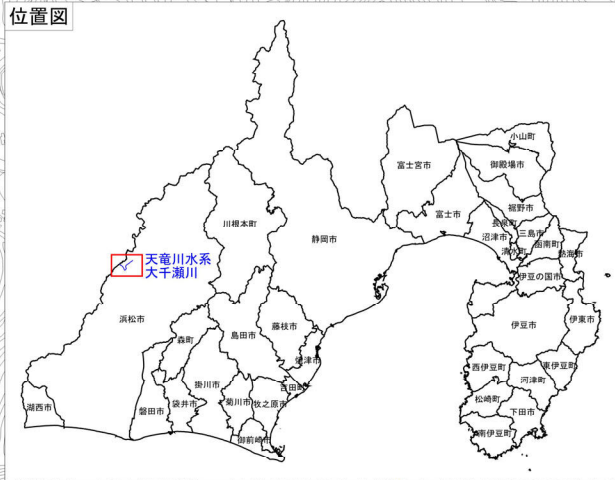 位置図
小山町
御殿場市
富士宮市
裾野市
富士市
長泉町
沼津市
三島市
清水町
函南町
熱海市
伊豆の国市
川根本町
静岡市
天竜川水系
大千瀬川
浜松市
伊豆市
伊東市
森町
島田市
藤枝市
焼津市
西伊豆町
東伊豆町
河津町
掛川市
吉田町
松崎町
湖西市
磐田市
袋井市
菊川市
牧之原市
下田市
御前崎市
南伊豆町